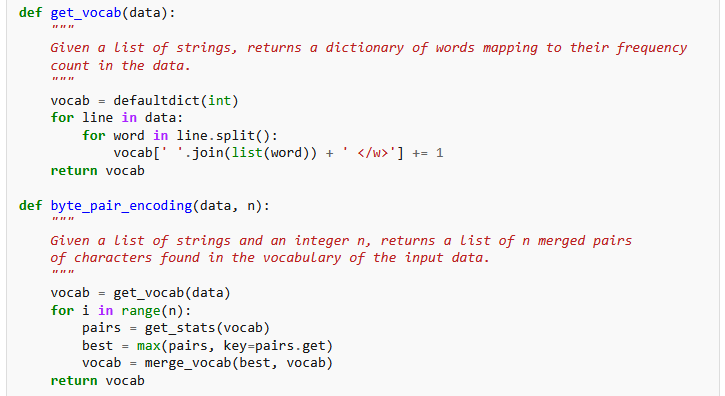 def get_vocab(data):
    """
    Given a list of strings, returns a dictionary of words mapping to their frequency
    count in the data.
    """
    vocab = defaultdict(int)
    for line in data:
        for word in line.split():
            vocab[' '.join(list(word)) + ' </w>'] += 1
    return vocab

def byte_pair_encoding(data, n):
    """
    Given a list of strings and an integer n, returns a list of n merged pairs
    of characters found in the vocabulary of the input data.
    """
    vocab = get_vocab(data)
    for i in range(n):
        pairs = get_stats(vocab)
        best = max(pairs, key=pairs.get)
        vocab = merge_vocab(best, vocab)
    return vocab